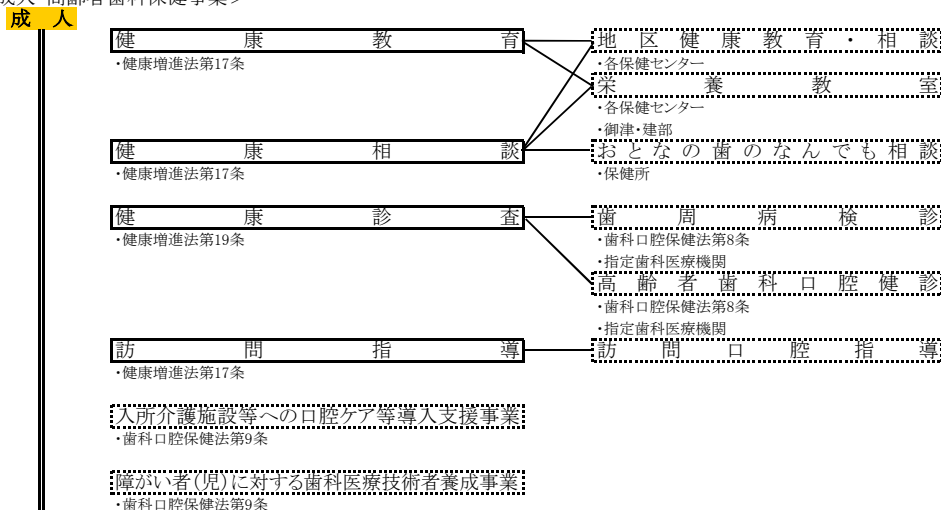 成人・高齢者歯科保健事業>
成 人
健康教育
・健康増進法第17条
地区健康教育・相談
・各保健センター
栄養教室
・各保健センター
・御津・建部
健康相談
・健康増進法第17条
おとなの歯のなんでも相談
・保健所
健康診査
・健康増進法第19条
歯周病検診
・歯科口腔保健法第8条
・指定歯科医療機関
高齢者歯科口腔健診
・歯科口腔保健法第8条
・指定歯科医療機関
訪問指導
・健康増進法第17条
訪問口腔指導
入所介護施設等への口腔ケア等導入支援事業
・歯科口腔保健法第9条
障がい者(児)に対する歯科医療技術者養成事業
・歯科口腔保健法第9条